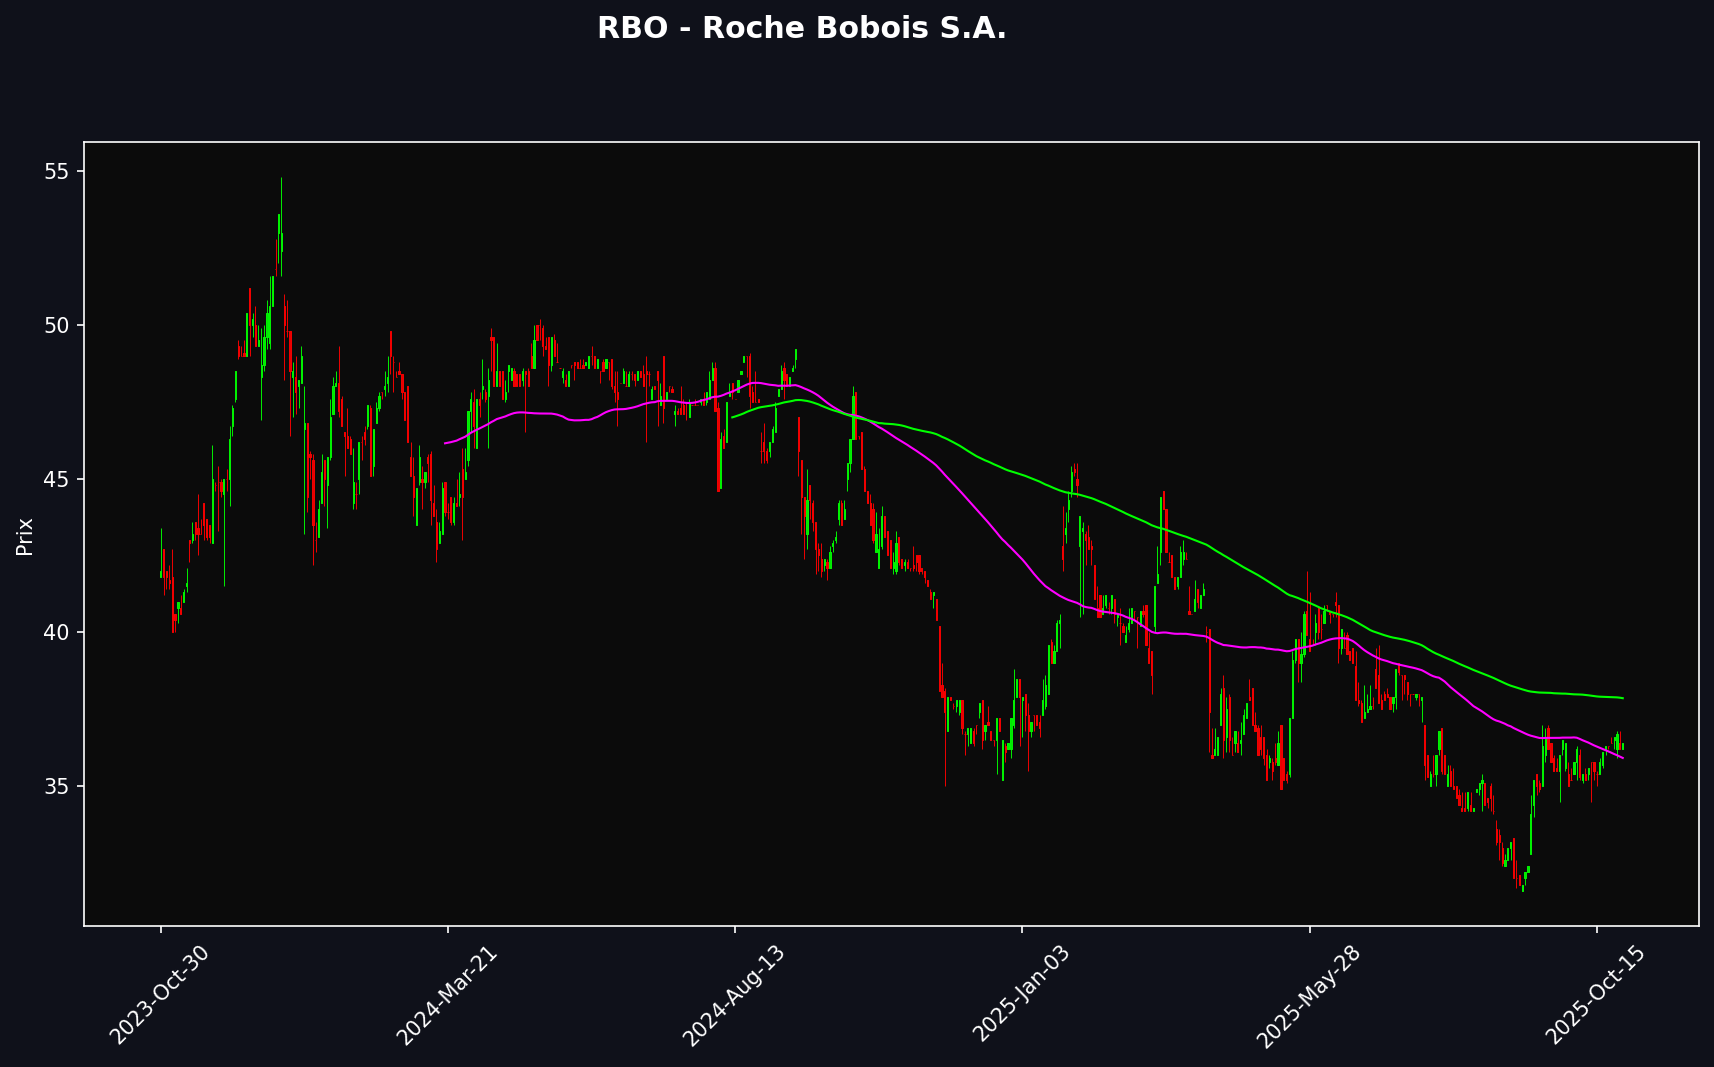 RBO - Roche Bobois S.A.
Prix
55
50
45
40
35
2023-Oct-30
2024-Mar-21
2024-Aug-13
2025-Jan-03
2025-May-28
2025-Oct-15